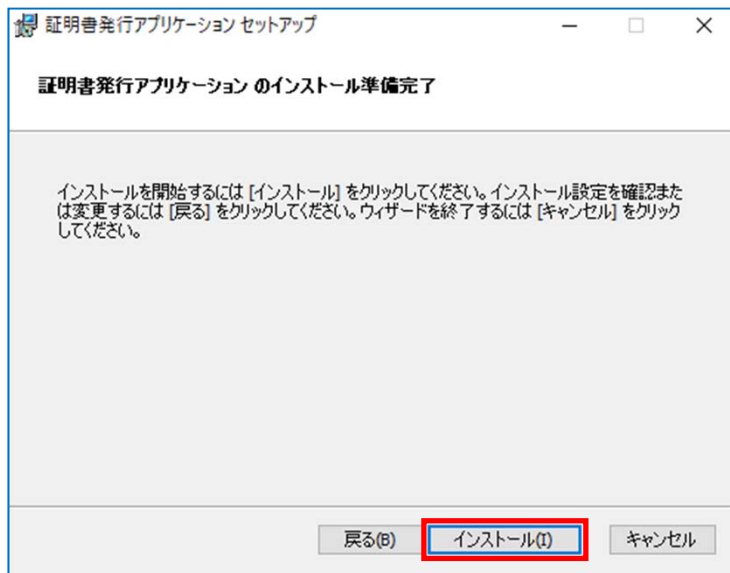 証明書発行アプリケーション セットアップ
証明書発行アプリケーション のインストール準備完了
インストールを開始するには [インストール] をクリックしてください。インストール設定を確認また
は変更するには [戻る] をクリックしてください。ウィザードを終了するには [キャンセル] をクリック
してください。
戻る(B) インストール(I) キャンセル